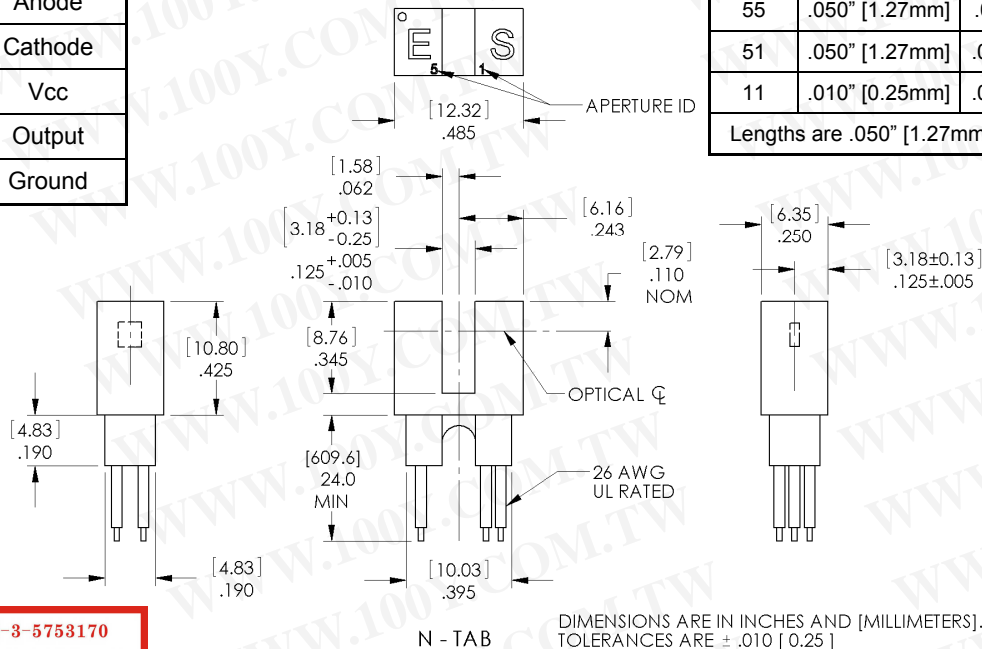 Anode
Cathode
Vcc
Output
Ground
E
S
5
1
APERTURE ID
[12.32]
.485
55 .050” [1.27mm]
51 .050” [1.27mm]
11 .010” [0.25mm]
Lengths are .050” [1.27mm
[1.58]
.062
[3.18 +0.13 -0.25]
.125 +.005 -.010
[6.16]
.243
[2.79]
.110
NOM
[6.35]
.250
[3.18±0.13]
.125±.005
[10.80]
.425
[8.76]
.345
OPTICAL ℄
[4.83]
.190
[609.6]
24.0
MIN
26 AWG
UL RATED
[4.83]
.190
[10.03]
.395
-3-5753170
N - TAB
DIMENSIONS ARE IN INCHES AND [MILLIMETERS].
TOLERANCES ARE ± .010 [ 0.25 ]
WWW.100Y.COM.TW